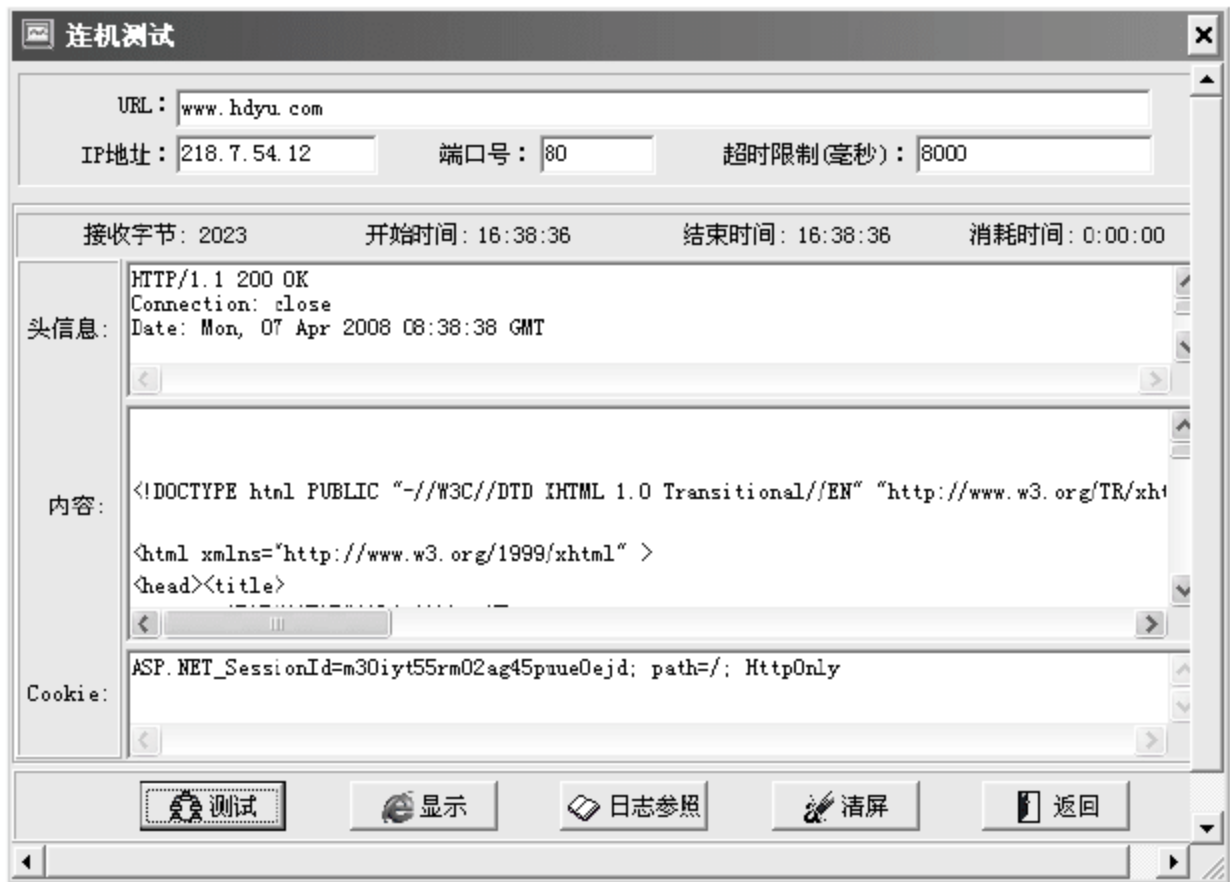 连机测试
URL： www.hdyu.com
IP地址： 218.7.54.12 端口号： 80 超时限制(毫秒)： 8000
接收字节: 2023 开始时间: 16:38:36 结束时间: 16:38:36 消耗时间: 0:00:00
头信息:
HTTP/1.1 200 OK
Connection: close
Date: Mon, 07 Apr 2008 08:38:38 GMT
内容:
<!DOCTYPE html PUBLIC "-//W3C//DTD XHTML 1.0 Transitional//EN" "http://www.w3.org/TR/xht
<html xmlns="http://www.w3.org/1999/xhtml" >
<head><title>
Cookie:
ASP.NET_SessionId=m30iyt55rm02ag45puue0ejd; path=/; HttpOnly
测试 显示 日志参照 清屏 返回